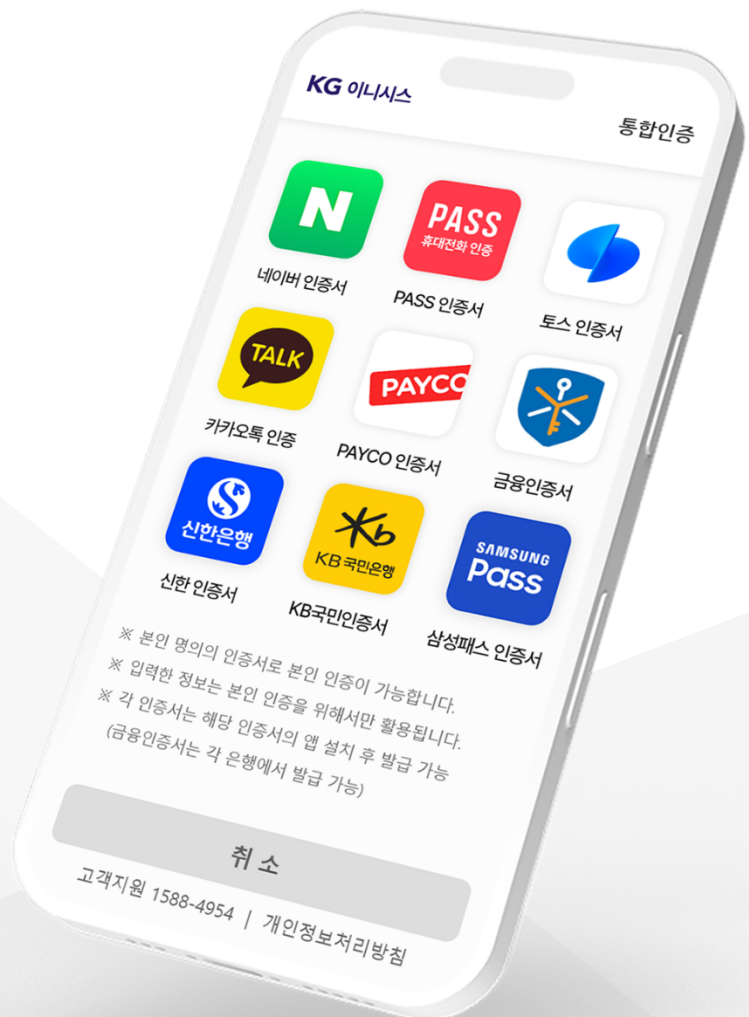 KG 이니시스
통합인증
N
PASS
휴대전화 인증
네이버 인증서
PASS 인증서
토스 인증서
TALK
PAYCO
카카오톡 인증
PAYCO 인증서
금융인증서
신한은행
KB 국민은행
SAMSUNG
Pass
신한 인증서
KB국민인증서
삼성패스 인증서
※ 본인 명의의 인증서로 본인 인증이 가능합니다.
※ 입력한 정보는 본인 인증을 위해서만 활용됩니다.
※ 각 인증서는 해당 인증서의 앱 설치 후 발급 가능
(금융인증서는 각 은행에서 발급 가능)
취 소
고객지원 1588-4954 | 개인정보처리방침